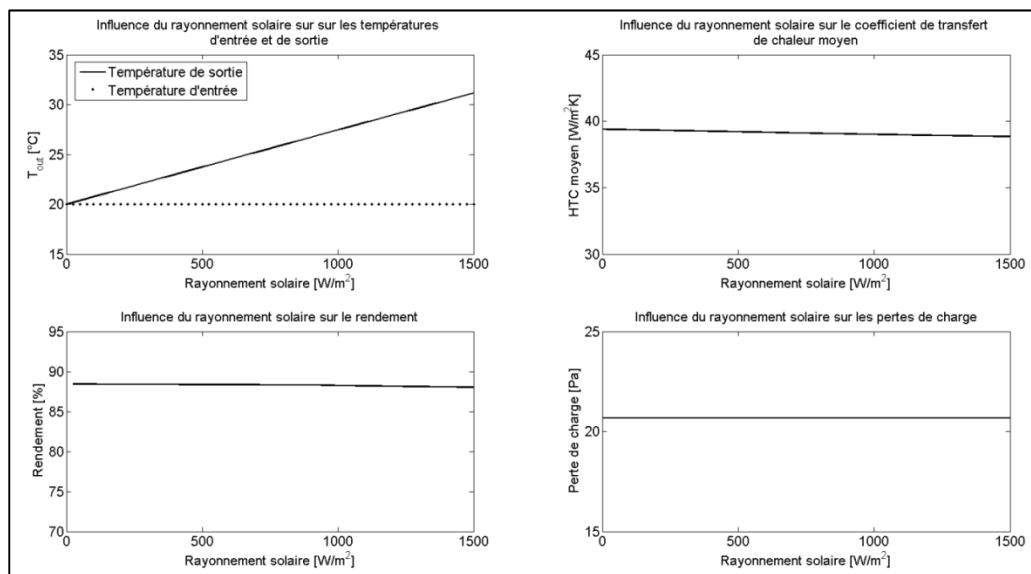 Influence du rayonnement solaire sur sur les températures
d'entrée et de sortie
Température de sortie
Température d'entrée
35
30
25
20
15
T_out [°C]
0
500
1000
1500
Rayonnement solaire [W/m²]
Influence du rayonnement solaire sur le coefficient de transfert
de chaleur moyen
45
40
35
30
HTC moyen [W/m²K]
0
500
1000
1500
Rayonnement solaire [W/m²]
Influence du rayonnement solaire sur le rendement
95
90
85
80
75
70
Rendement [%]
0
500
1000
1500
Rayonnement solaire [W/m²]
Influence du rayonnement solaire sur les pertes de charge
25
20
15
Perte de charge [Pa]
0
500
1000
1500
Rayonnement solaire [W/m²]